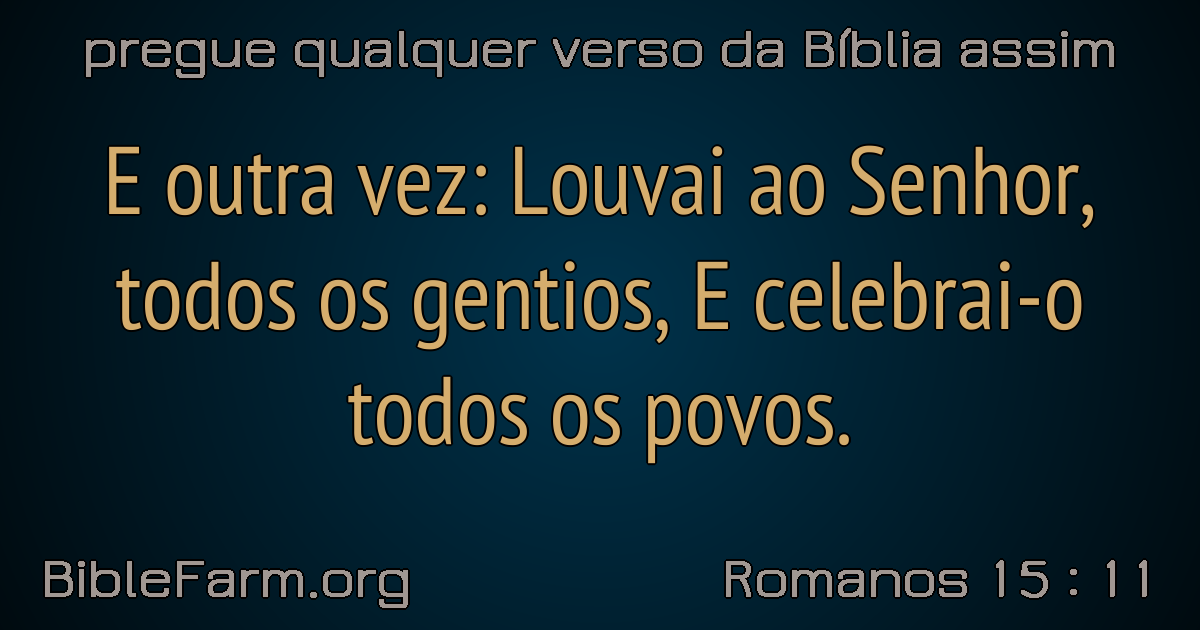 pregue qualquer verso da Bíblia assim
E outra vez: Louvai ao Senhor,
todos os gentios, E celebrai-o
todos os povos.
BibleFarm.org
Romanos 15 : 11